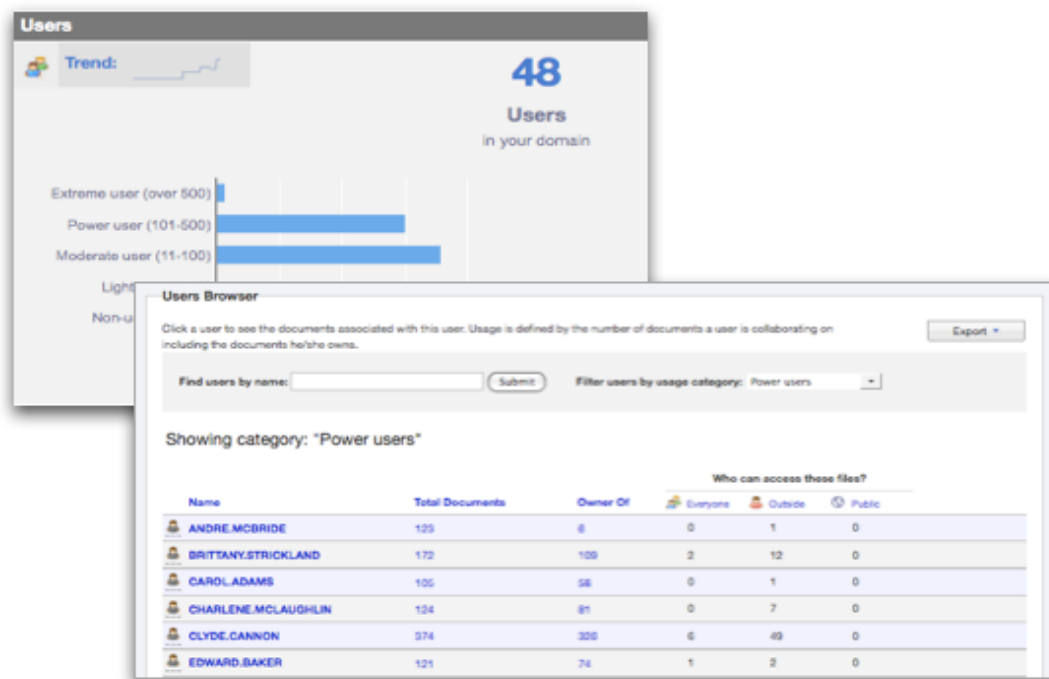 Users
Trend:
48
Users
in your domain
Extreme user (over 500)
Power user (101-500)
Moderate user (11-100)
Light
Non-u
Users Browser
Click a user to see the documents associated with this user. Usage is defined by the number of documents a user is collaborating on
including the documents he/she owns.
Export
Find users by name: Submit Filter users by usage category: Power users
Showing category: "Power users"
Who can access these files?
Name Total Documents Owner Of Everyone Outside Public
ANDRE.MCBRIDE 123 6 0 1 0
BRITTANY.STRICKLAND 172 109 2 12 0
CAROL.ADAMS 105 58 0 1 0
CHARLENE.MCLAUGHLIN 124 81 0 7 0
CLYDE.CANNON 374 326 6 49 0
EDWARD.BAKER 121 74 1 2 0